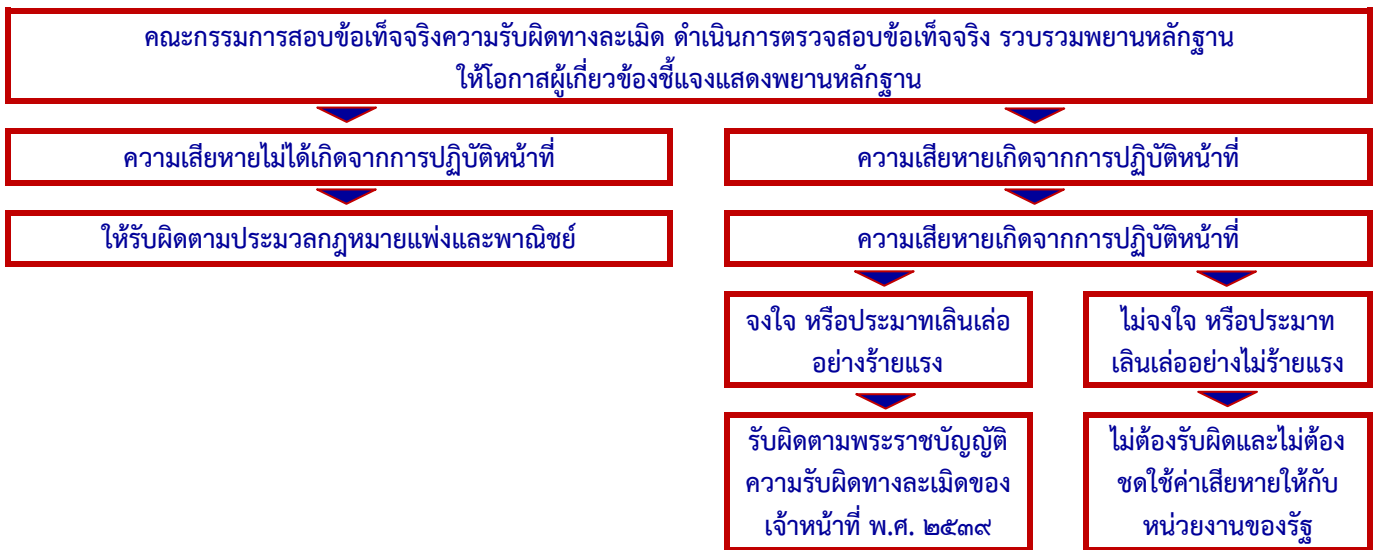 คณะกรรมการสอบข้อเท็จจริงความรับผิดทางละเมิด ดำเนินการตรวจสอบข้อเท็จจริง รวบรวมพยานหลักฐาน
ให้โอกาสผู้เกี่ยวข้องชี้แจงแสดงพยานหลักฐาน
ความเสียหายไม่ได้เกิดจากการปฏิบัติหน้าที่
ความเสียหายเกิดจากการปฏิบัติหน้าที่
ให้รับผิดตามประมวลกฎหมายแพ่งและพาณิชย์
ความเสียหายเกิดจากการปฏิบัติหน้าที่
จงใจ หรือประมาทเลินเล่อ
อย่างร้ายแรง
ไม่จงใจ หรือประมาท
เลินเล่ออย่างไม่ร้ายแรง
รับผิดตามพระราชบัญญัติ
ความรับผิดทางละเมิดของ
เจ้าหน้าที่ พ.ศ. ๒๕๓๙
ไม่ต้องรับผิดและไม่ต้อง
ชดใช้ค่าเสียหายให้กับ
หน่วยงานของรัฐ